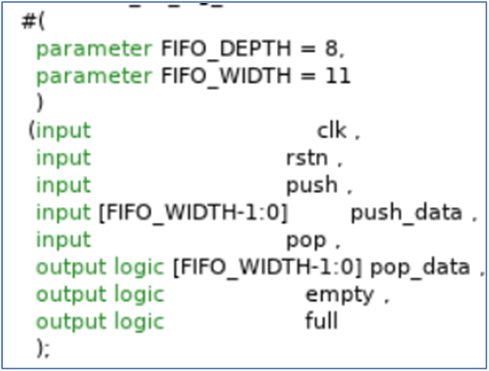 #(
parameter FIFO_DEPTH = 8,
parameter FIFO_WIDTH = 11
)
(input clk ,
input rstn ,
input push ,
input [FIFO_WIDTH-1:0] push_data ,
input pop ,
output logic [FIFO_WIDTH-1:0] pop_data ,
output logic empty ,
output logic full
);